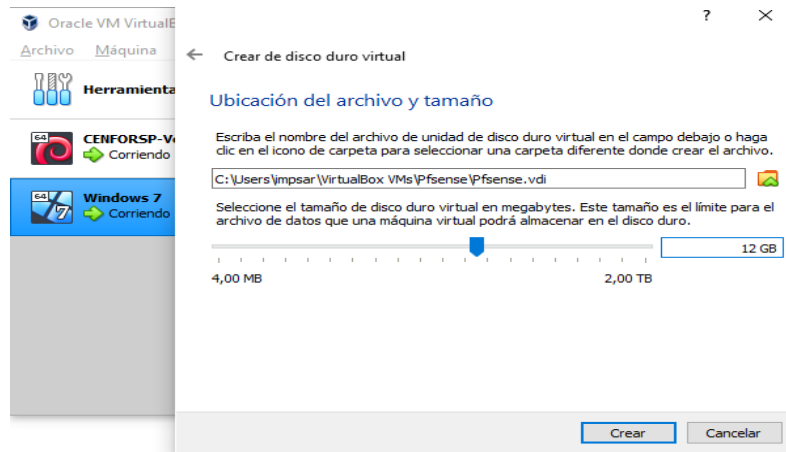 Oracle VM VirtualB
Archivo Máquina
Herramienta
64 CENFORSP-V
Corriendo
64 7 Windows 7
Corriendo
?
Crear de disco duro virtual
Ubicación del archivo y tamaño
Escriba el nombre del archivo de unidad de disco duro virtual en el campo debajo o haga
clic en el icono de carpeta para seleccionar una carpeta diferente donde crear el archivo.
C:\Users\jmpsar\VirtualBox VMs\Pfsense\Pfsense.vdi
Seleccione el tamaño de disco duro virtual en megabytes. Este tamaño es el límite para el
archivo de datos que una máquina virtual podrá almacenar en el disco duro.
12 GB
4,00 MB 2,00 TB
Crear Cancelar